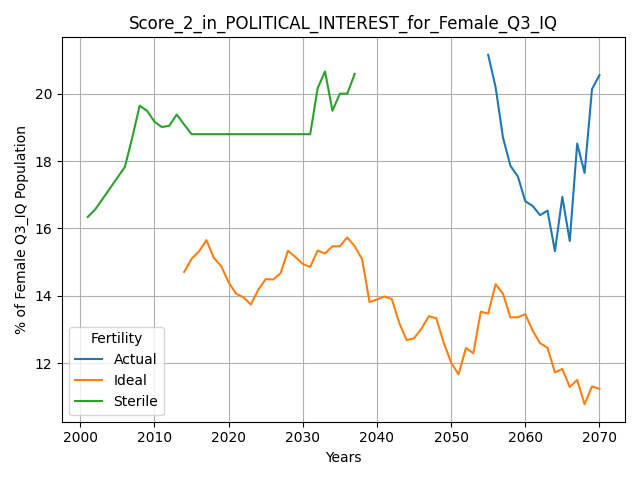 Score_2_in_POLITICAL_INTEREST_for_Female_Q3_IQ
% of Female Q3_IQ Population
20
18
16
14
12
Fertility
Actual
Ideal
Sterile
2000 2010 2020 2030 2040 2050 2060 2070
Years